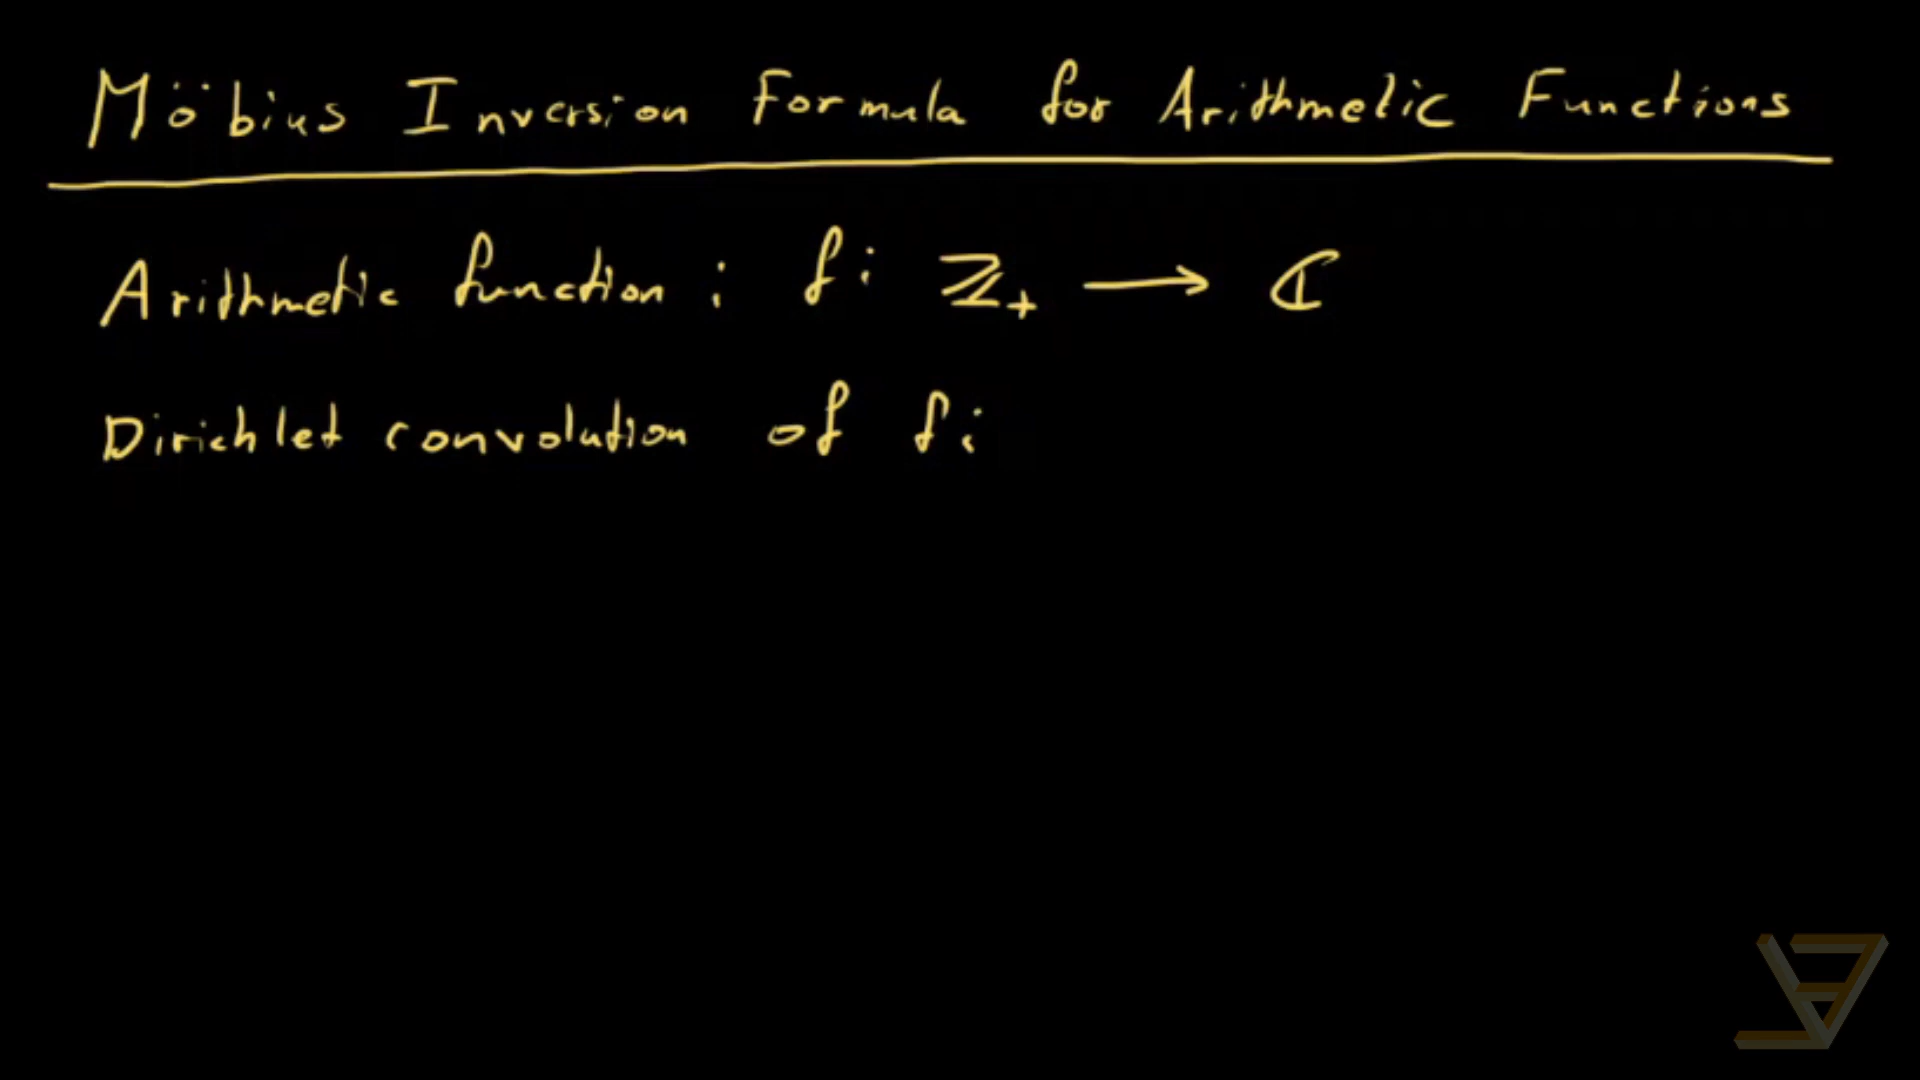 Möbius Inversion Formula for Arithmetic Functions
Arithmetic function: f: ℤ₊ ⟶ ℂ
Dirichlet convolution of f,